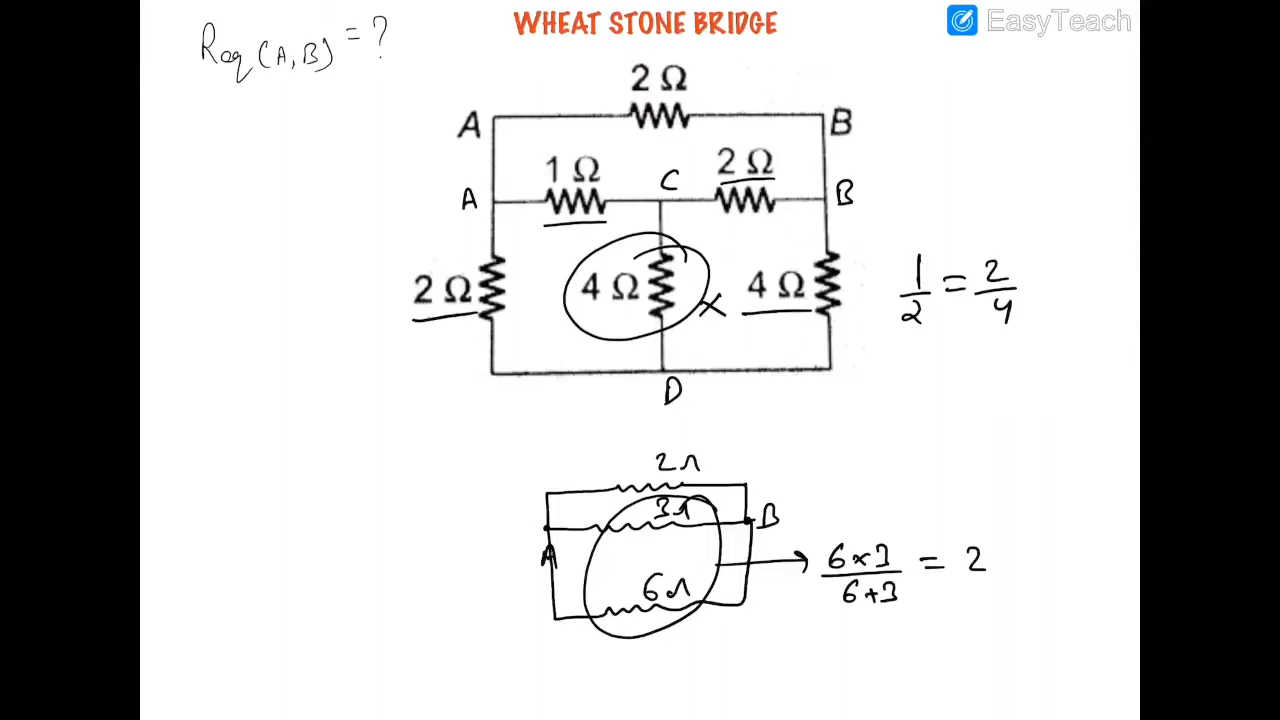 WHEAT STONE BRIDGE
EasyTeach
Req (A,B) = ?
2 Ω
A
B
1 Ω
C
2 Ω
A
B
2 Ω
4 Ω
X
4 Ω
1/2 = 2/4
D
2Ω
3Ω
B
A
6Ω
6×3/6+3 = 2